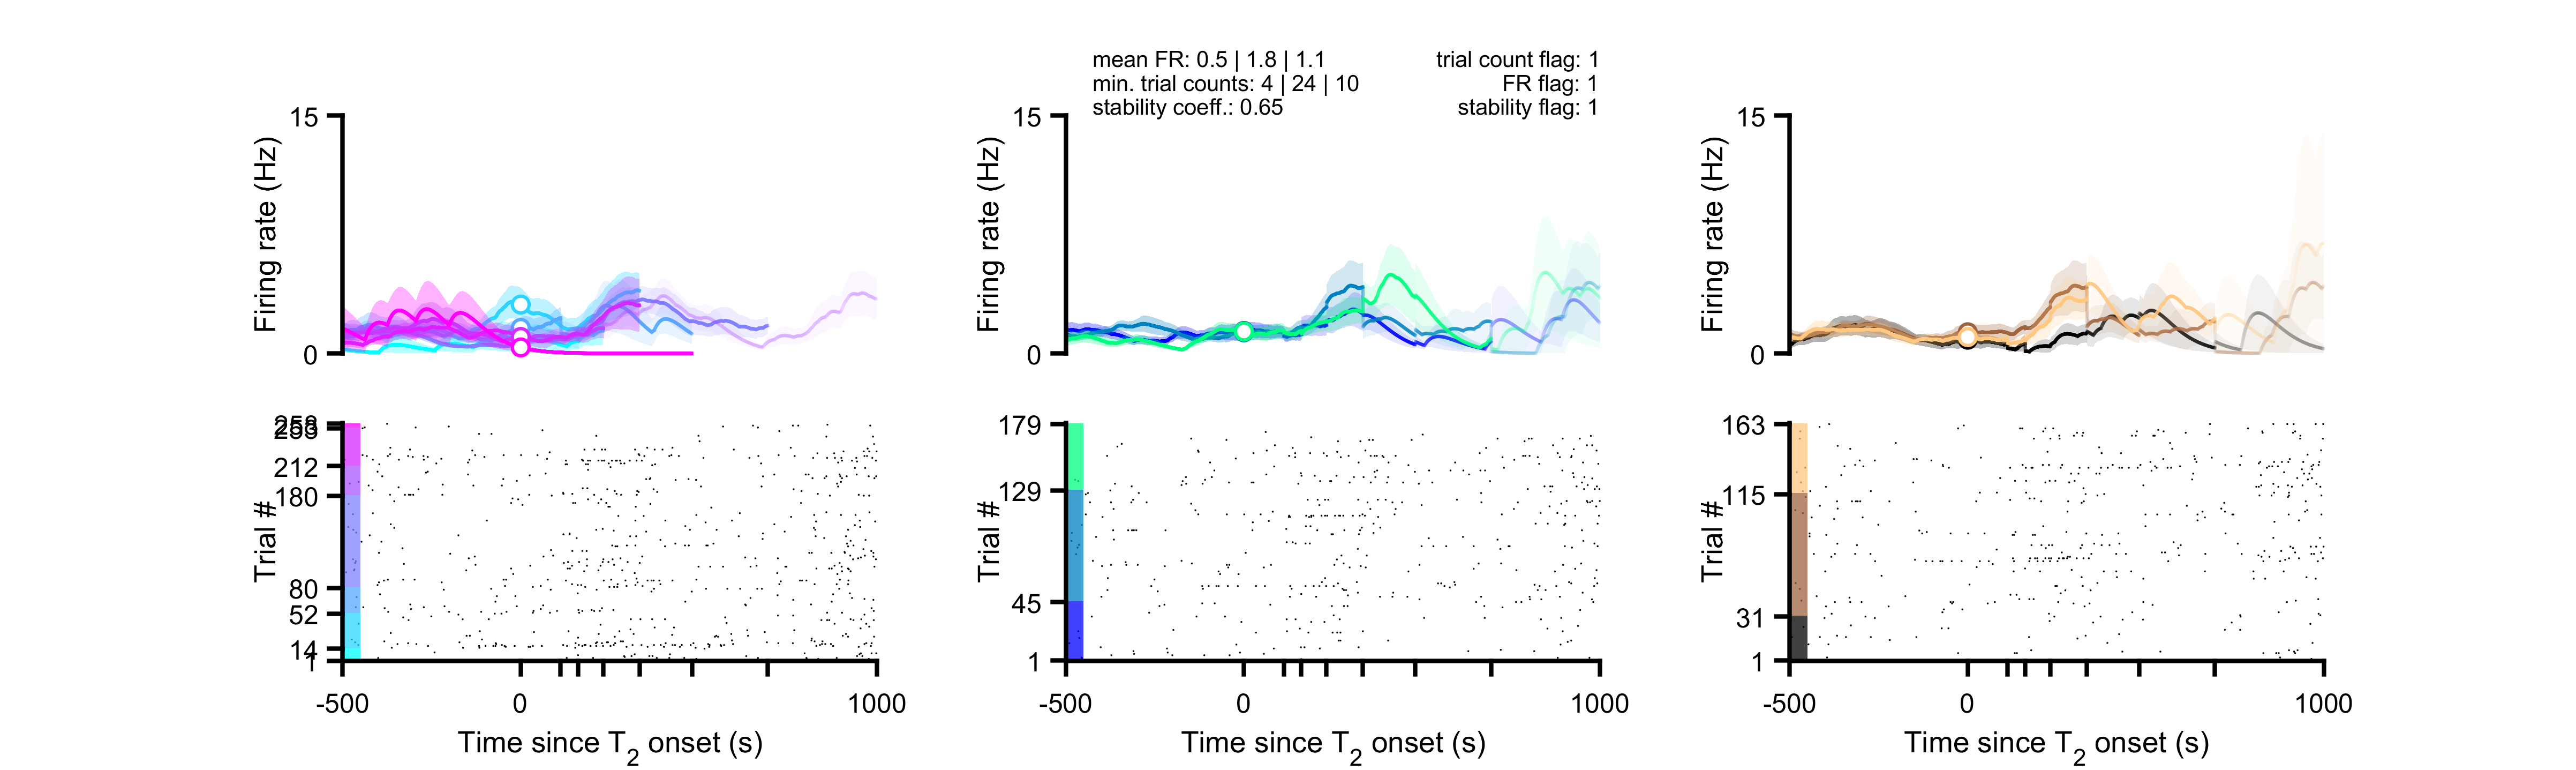 mean FR: 0.5 | 1.8 | 1.1
min. trial counts: 4 | 24 | 10
stability coeff.: 0.65
trial count flag: 1
FR flag: 1
stability flag: 1
15
0
Firing rate (Hz)
15
0
Firing rate (Hz)
15
0
Firing rate (Hz)
253
212
180
80
52
14
1
Trial #
-500
0
1000
Time since T2 onset (s)
179
129
45
1
Trial #
-500
0
1000
Time since T2 onset (s)
163
115
31
1
Trial #
-500
0
1000
Time since T2 onset (s)